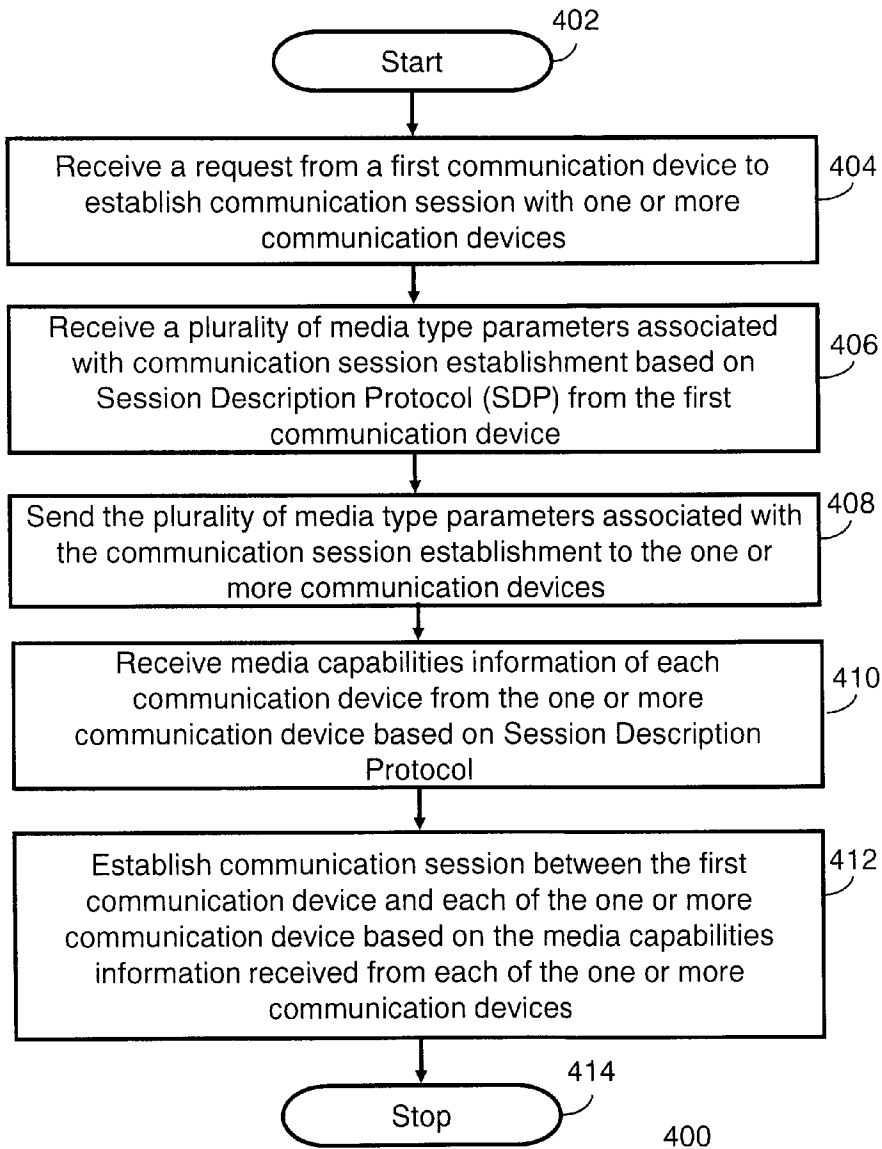 402
Start
Receive a request from a first communication device to
establish communication session with one or more
communication devices
404
Receive a plurality of media type parameters associated
with communication session establishment based on
Session Description Protocol (SDP) from the first
communication device
406
Send the plurality of media type parameters associated with
the communication session establishment to the one or
more communication devices
408
Receive media capabilities information of each
communication device from the one or more
communication device based on Session Description
Protocol
410
Establish communication session between the first
communication device and each of the one or more
communication device based on the media capabilities
information received from each of the one or more
communication devices
412
Stop
414
400